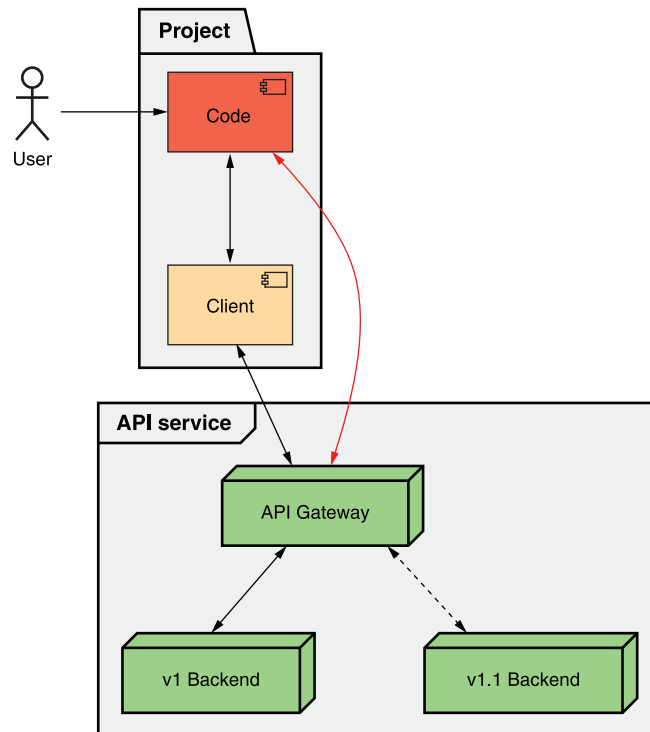 Project
Code
User
Client
API service
API Gateway
v1 Backend
v1.1 Backend